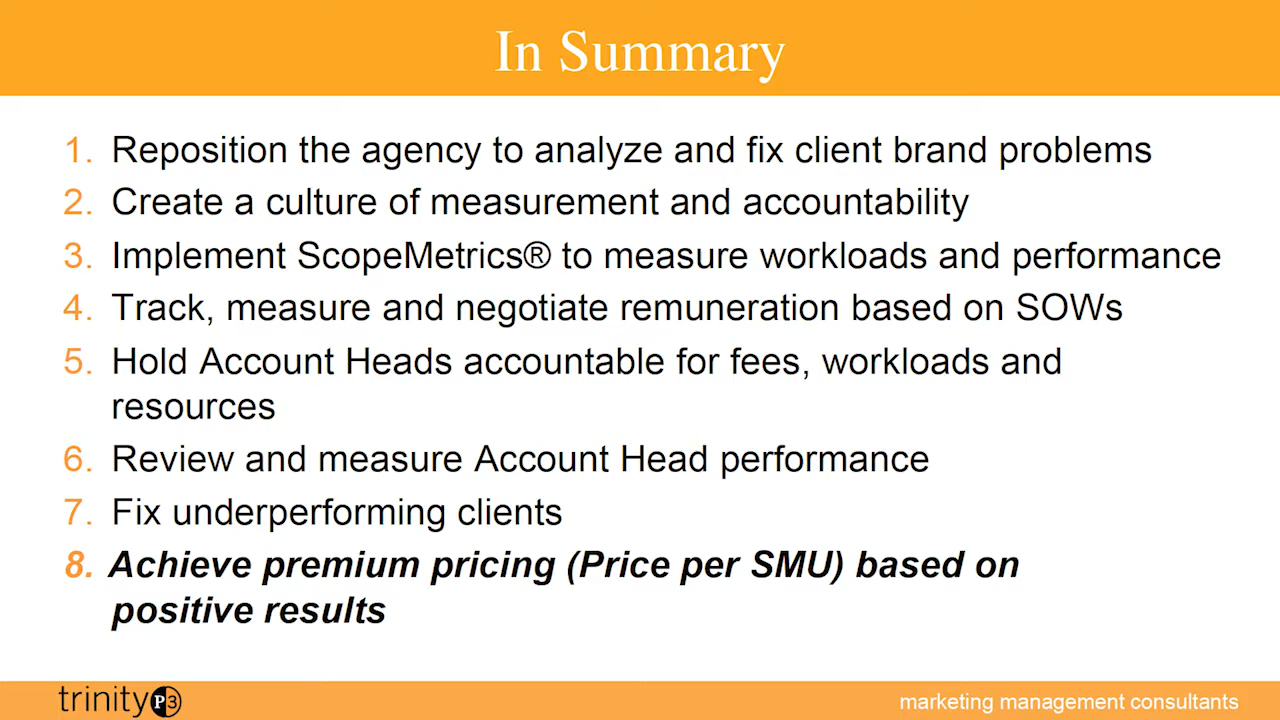 In Summary
1. Reposition the agency to analyze and fix client brand problems
2. Create a culture of measurement and accountability
3. Implement ScopeMetrics® to measure workloads and performance
4. Track, measure and negotiate remuneration based on SOWs
5. Hold Account Heads accountable for fees, workloads and
resources
6. Review and measure Account Head performance
7. Fix underperforming clients
8. Achieve premium pricing (Price per SMU) based on
positive results
trinity P3
marketing management consultants